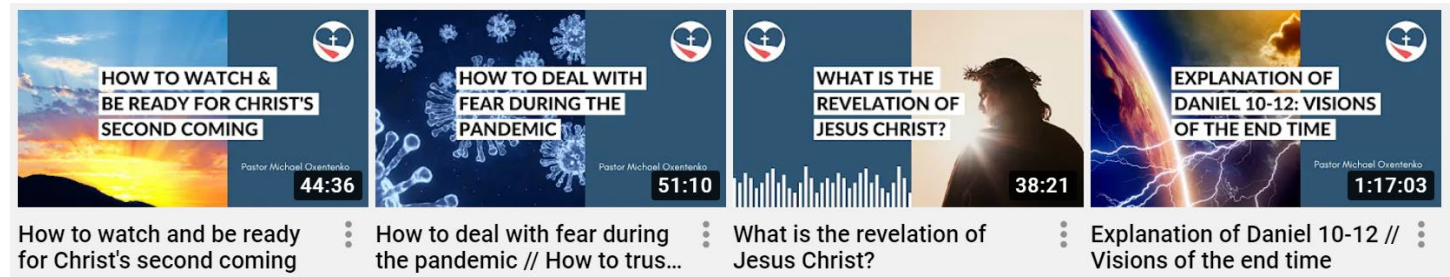 HOW TO WATCH &
BE READY FOR CHRIST'S
SECOND COMING
Pastor Michael Oxentenko
44:36
How to watch and be ready
for Christ's second coming
HOW TO DEAL WITH
FEAR DURING THE
PANDEMIC
Pastor Michael Oxentenko
51:10
How to deal with fear during
the pandemic // How to trus...
WHAT IS THE
REVELATION OF
JESUS CHRIST?
38:21
What is the revelation of
Jesus Christ?
EXPLANATION OF
DANIEL 10-12: VISIONS
OF THE END TIME
Pastor Michael Oxentenko
1:17:03
Explanation of Daniel 10-12 //
Visions of the end time